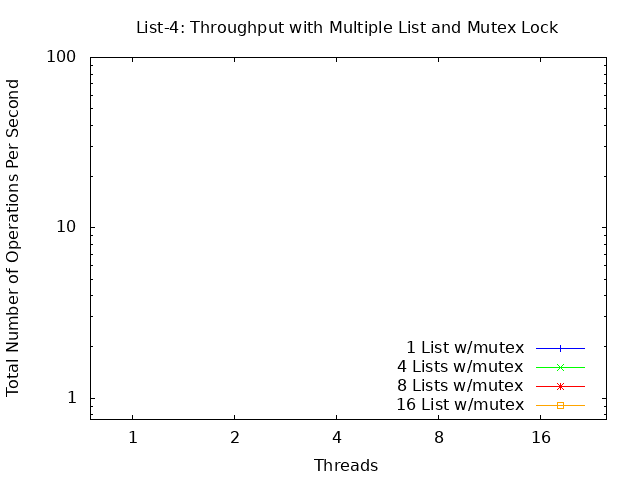 List-4: Throughput with Multiple List and Mutex Lock
Total Number of Operations Per Second
100
10
1
1 List w/mutex
4 Lists w/mutex
8 Lists w/mutex
16 List w/mutex
1 2 4 8 16
Threads